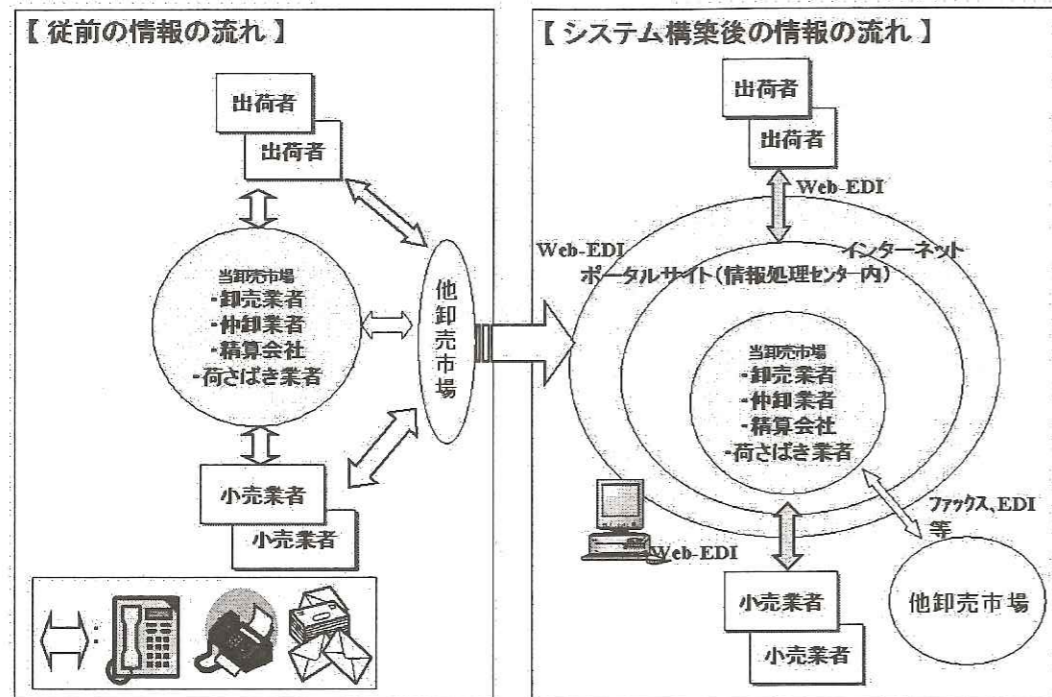 【 従前の情報の流れ 】
出荷者
出荷者
当卸売市場
・卸売業者
・仲卸業者
・精算会社
・荷さばき業者
他卸売市場
小売業者
小売業者
:
【 システム構築後の情報の流れ 】
出荷者
出荷者
Web-EDI
Web-EDI
インターネット
ポータルサイト(情報処理センター内)
当卸売市場
・卸売業者
・仲卸業者
・精算会社
・荷さばき業者
ファックス、EDI
等
Web-EDI
小売業者
小売業者
他卸売市場